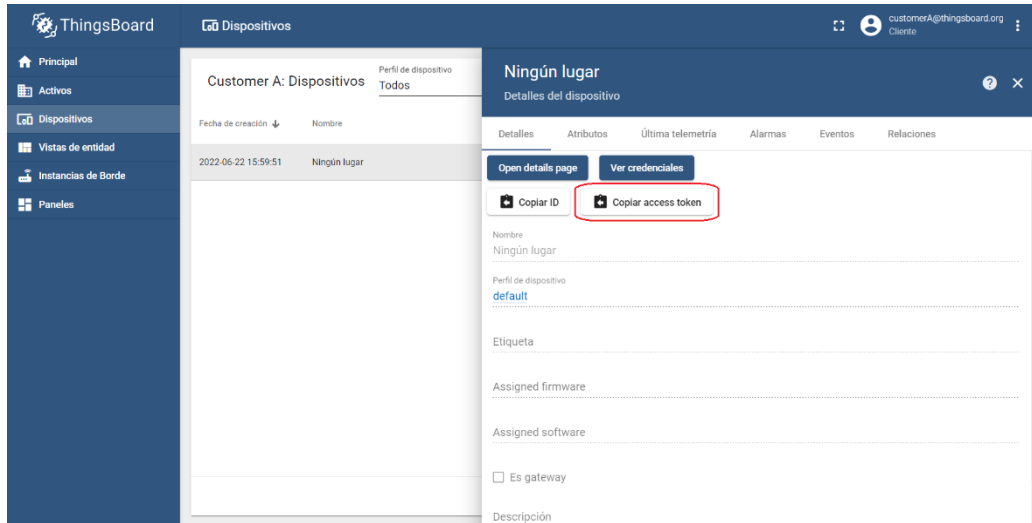 ThingsBoard
Dispositivos
customerA@thingsboard.org
Cliente
Principal
Activos
Dispositivos
Vistas de entidad
Instancias de Borde
Paneles
Customer A: Dispositivos
Perfil de dispositivo
Todos
Fecha de creación
Nombre
2022-06-22 15:59:51
Ningún lugar
Ningún lugar
Detalles del dispositivo
Detalles
Atributos
Última telemetría
Alarmas
Eventos
Relaciones
Open details page
Ver credenciales
Copiar ID
Copiar access token
Nombre
Ningún lugar
Perfil de dispositivo
default
Etiqueta
Assigned firmware
Assigned software
Es gateway
Descripción